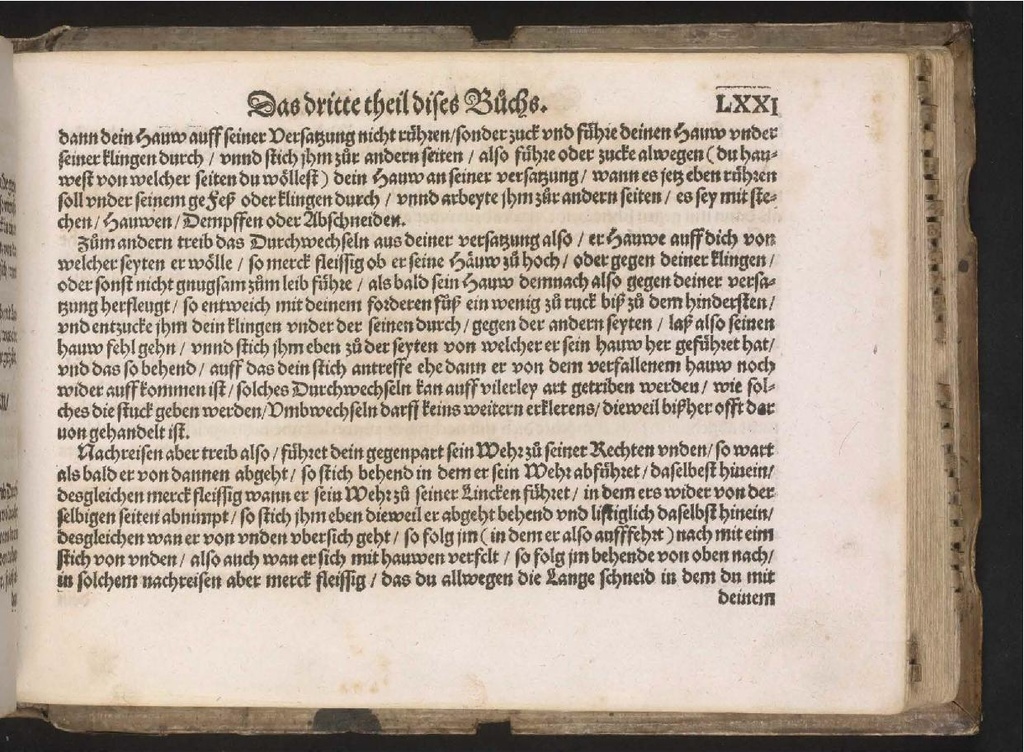 Das dritte theil dises Bůchs.
LXXI
dann dein Hauw auff seiner Versatzung nicht rühren/sonder zuck vnd führe deinen Hauw vnder
seiner klingen durch / vnnd stich jhm zůr andern seiten / also führe oder zucke alwegen (du hau-
west von welcher seiten du wöllest) dein Hauw an seiner versatzung / wann es jetz eben rühren
soll vnder seinem gefeß oder klingen durch / vnnd arbeyte jhm zůr andern seiten / es sey mit ste-
chen / Hauwen / Dempffen oder Abschneiden.
Zům andern treib das Durchwechseln aus deiner versatzung also / er Hauwe auff dich von
welcher seyten er wölle / so merck fleissig ob er seine Häuw zů hoch / oder gegen deiner klingen /
oder sonst nicht gnugsam zům leib führe / als bald sein Hauw demnach also gegen deiner versa-
tzung herfleugt / so entweich mit deinem forderen fůß ein wenig zů ruck biß zů dem hindersten /
vnd entzucke jhm dein klingen vnder der seinen durch / gegen der andern seyten / laß also seinen
hauw fehl gehn / vnnd stich jhm eben zů der seyten von welcher er sein hauw her geführet hat /
vnd das so behend / auff das dein stich antreffe ehe dann er von dem verfallenem hauw noch
wider auff kommen ist / solches Durchwechseln kan auff vilerley art getriben werden / wie sol-
ches die stuck geben werden/Vmbwechseln darff keins weitern erklerens / dieweil bißher offt dar
uon gehandelt ist.
Nachreisen aber treib also / führet dein gegenpart sein Wehr zů seiner Rechten vnden / so wart
als bald er von dannen abgeht / so stich behend in dem er sein Wehr abführet / daselbest hinein/
desgleichen merck fleissig wann er sein Wehr zů seiner Lincken führet / in dem ers wider von der
selbigen seiten abnimpt / so stich jhm eben dieweil er abgeht behend vnd listiglich daselbst hinein/
desgleichen wan er von vnden vbersich geht / so folg jm (in dem er also aufffehrt) nach mit eim
stich von vnden / also auch wan er sich mit hauwen verfelt / so folg jm behende von oben nach/
in solchem nachreisen aber merck fleissig / das du allwegen die Lange schneid in dem du mit
deinem